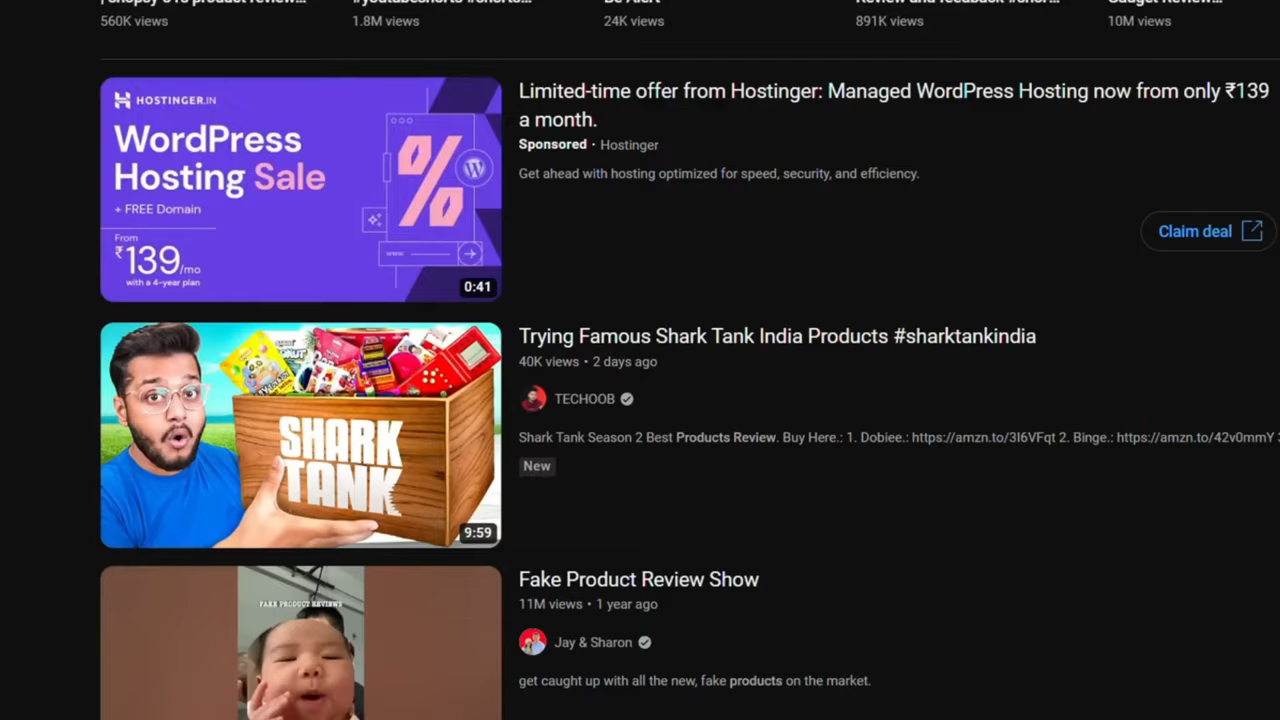 560K views
1.8M views
24K views
891K views
10M views
HOSTINGER.IN
WordPress
Hosting Sale
+ FREE Domain
From
₹139/mo
with a 4-year plan
0:41
Limited-time offer from Hostinger: Managed WordPress Hosting now from only ₹139
a month.
Sponsored · Hostinger
Get ahead with hosting optimized for speed, security, and efficiency.
Claim deal
SHARK
TANK
9:59
Trying Famous Shark Tank India Products #sharktankindia
40K views • 2 days ago
TECHOOB
Shark Tank Season 2 Best Products Review. Buy Here.: 1. Dobiee.: https://amzn.to/3I6VFqt 2. Binge.: https://amzn.to/42v0mmY
New
FAKE PRODUCT REVIEWS
Fake Product Review Show
11M views • 1 year ago
Jay & Sharon
get caught up with all the new, fake products on the market.